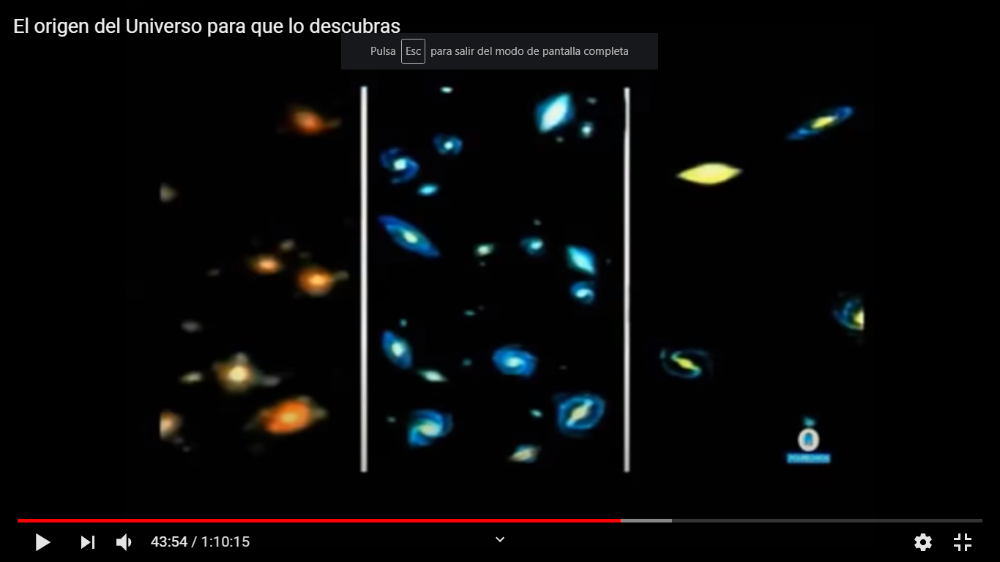 El origen del Universo para que lo descubras
Pulsa Esc para salir del modo de pantalla completa
43:54 / 1:10:15